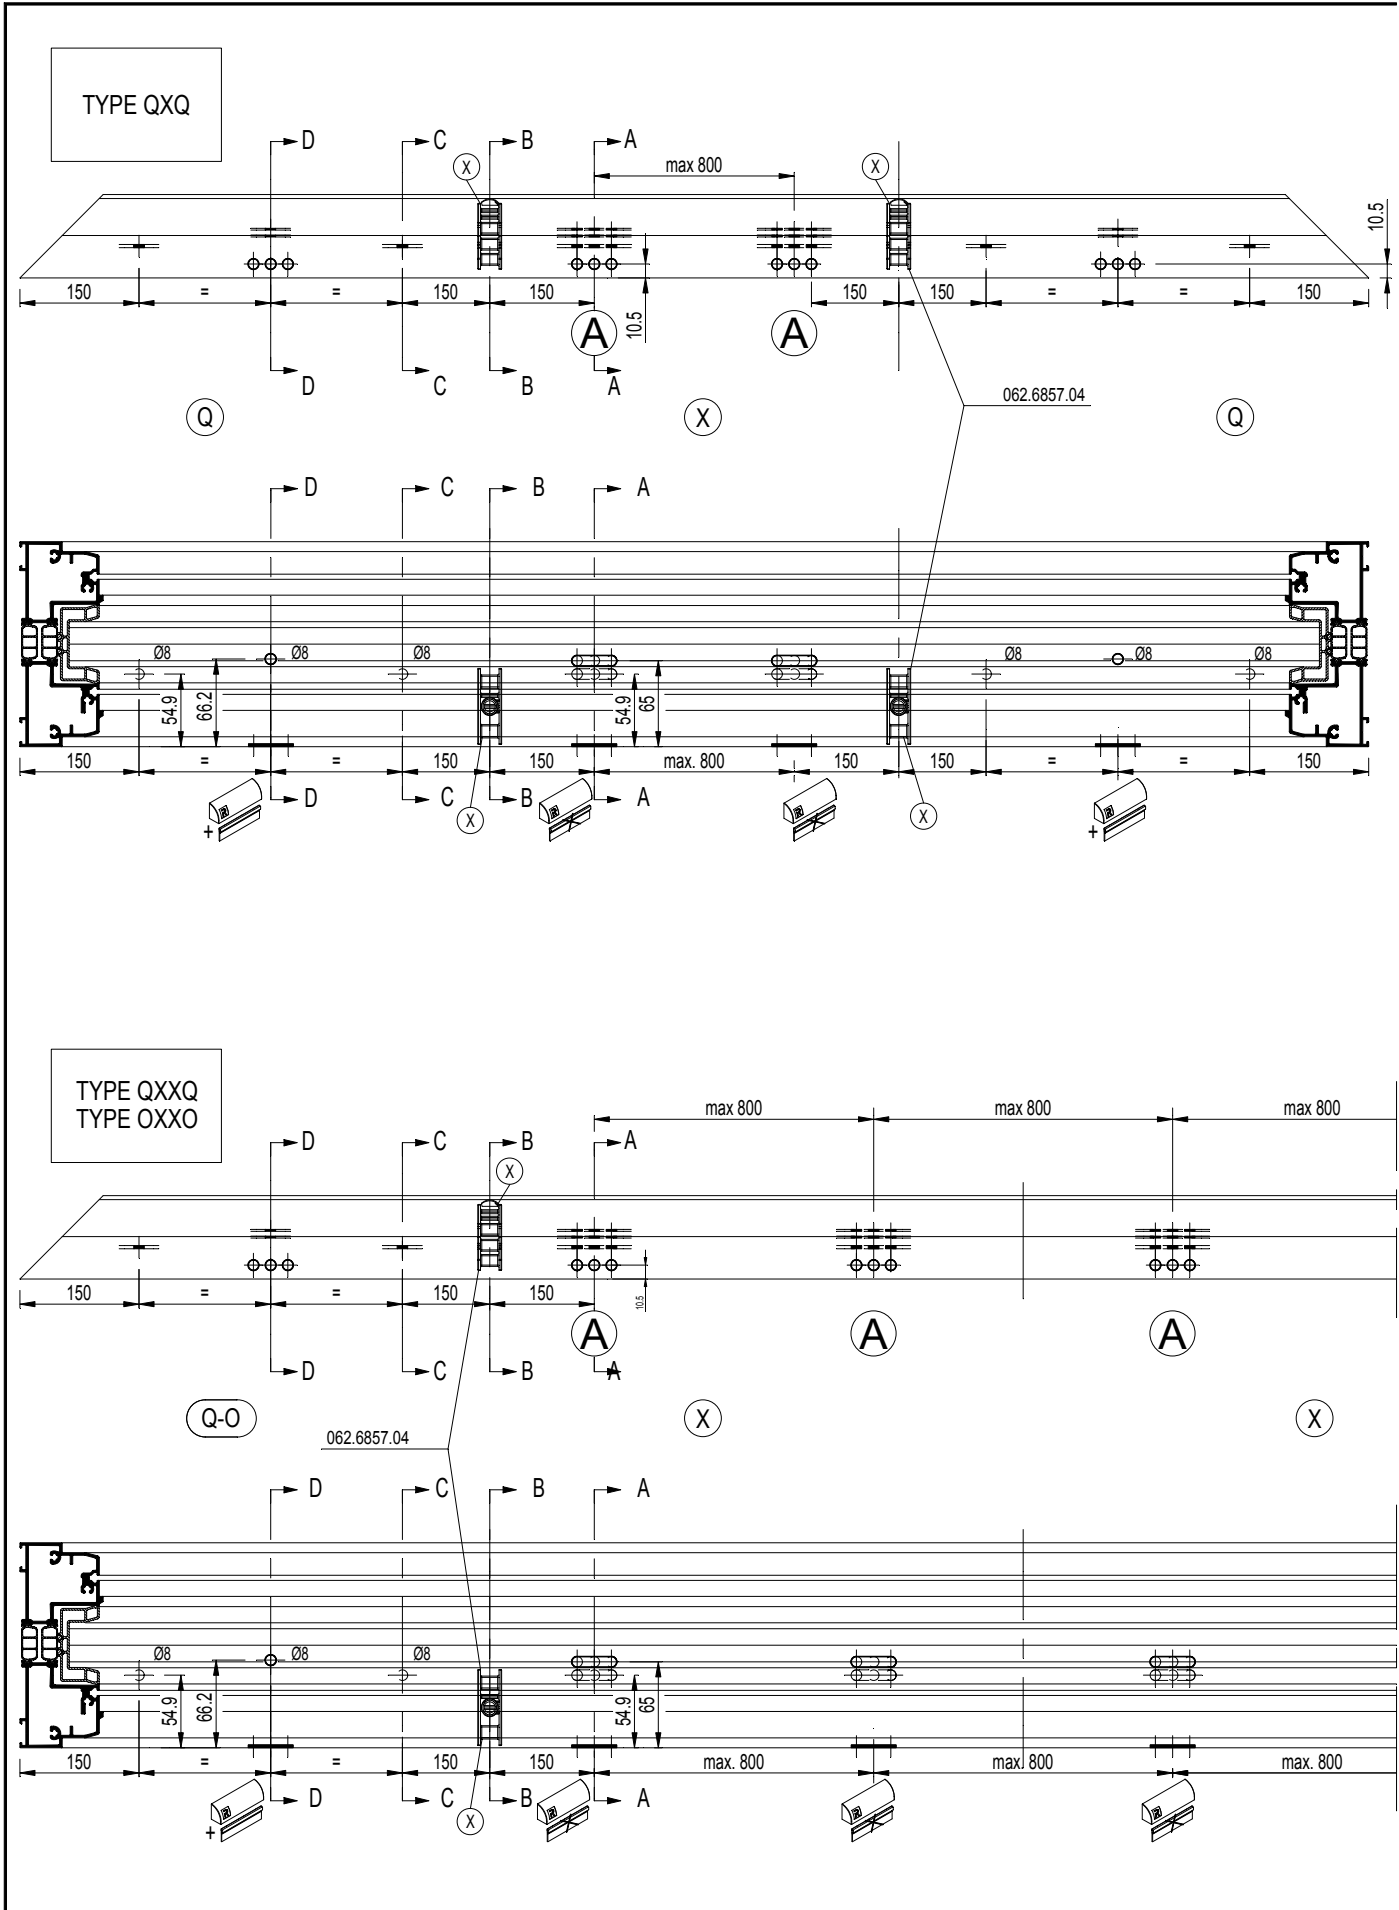 TYPE QXQ
D C B A
X X
max 800
10.5
150 = = 150 150 150 150 = = 150
10.5
A A
D C B A
062.6857.04
Q X Q
D C B A
Ø8 Ø8 Ø8 Ø8 Ø8 Ø8
54.9 66.2 54.9 65
150 = = 150 150 max. 800 150 150 = = 150
D C B A
+ X X +
TYPE QXXQ
TYPE OXXO
max 800 max 800 max 800
D C B A
X
150 = = 150 150
10.5
A A A
D C B A
Q-O X X
062.6857.04
D C B A
Ø8 Ø8 Ø8
54.9 66.2 54.9 65
150 = = 150 150 max. 800 max. 800 max. 800
D C B A
+ X